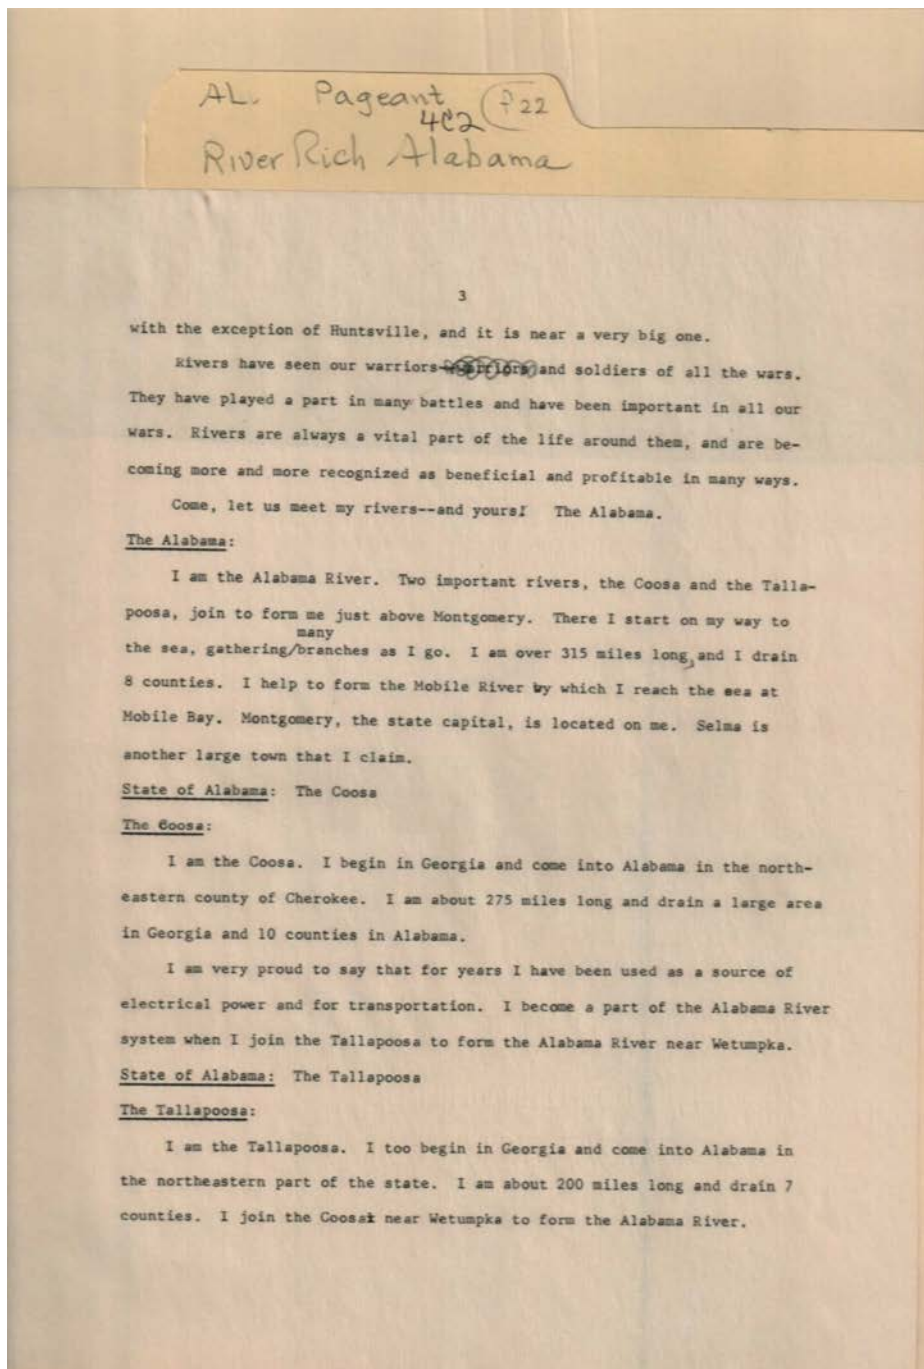 AL. Pageant P22
4C2
River Rich Alabama
3
with the exception of Huntsville, and it is near a very big one.
Rivers have seen our warriors and soldiers of all the wars.
They have played a part in many battles and have been important in all our
wars. Rivers are always a vital part of the life around them, and are be-
coming more and more recognized as beneficial and profitable in many ways.
Come, let us meet my rivers--and yours! The Alabama.
The Alabama:
I am the Alabama River. Two important rivers, the Coosa and the Talla-
poosa, join to form me just above Montgomery. There I start on my way to
many
the sea, gathering/branches as I go. I am over 315 miles long, and I drain
8 counties. I help to form the Mobile River by which I reach the sea at
Mobile Bay. Montgomery, the state capital, is located on me. Selma is
another large town that I claim.
State of Alabama: The Coosa
The Coosa:
I am the Coosa. I begin in Georgia and come into Alabama in the north-
eastern county of Cherokee. I am about 275 miles long and drain a large area
in Georgia and 10 counties in Alabama.
I am very proud to say that for years I have been used as a source of
electrical power and for transportation. I become a part of the Alabama River
system when I join the Tallapoosa to form the Alabama River near Wetumpka.
State of Alabama: The Tallapoosa
The Tallapoosa:
I am the Tallapoosa. I too begin in Georgia and come into Alabama in
the northeastern part of the state. I am about 200 miles long and drain 7
counties. I join the Coosa near Wetumpka to form the Alabama River.